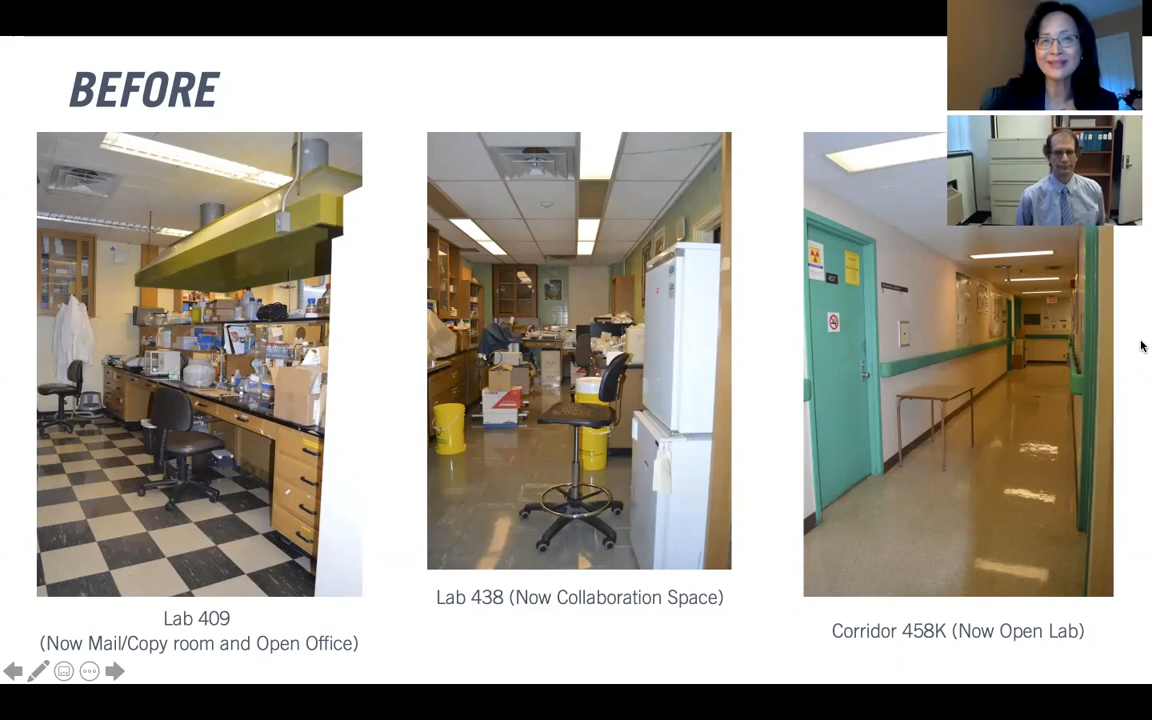 BEFORE
Lab 409
(Now Mail/Copy room and Open Office)
Lab 438 (Now Collaboration Space)
Corridor 458K (Now Open Lab)